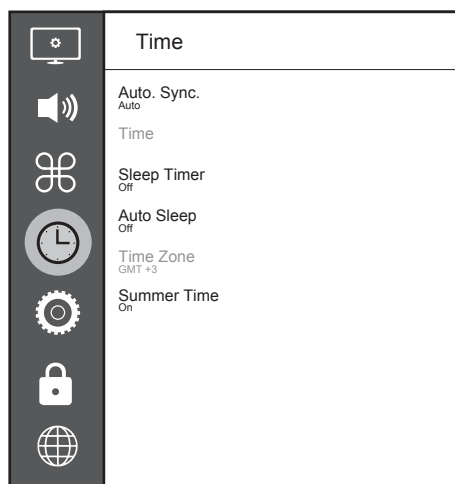 Time
Auto. Sync.
Auto
Time
Sleep Timer
Off
Auto Sleep
Off
Time Zone
GMT +3
Summer Time
On